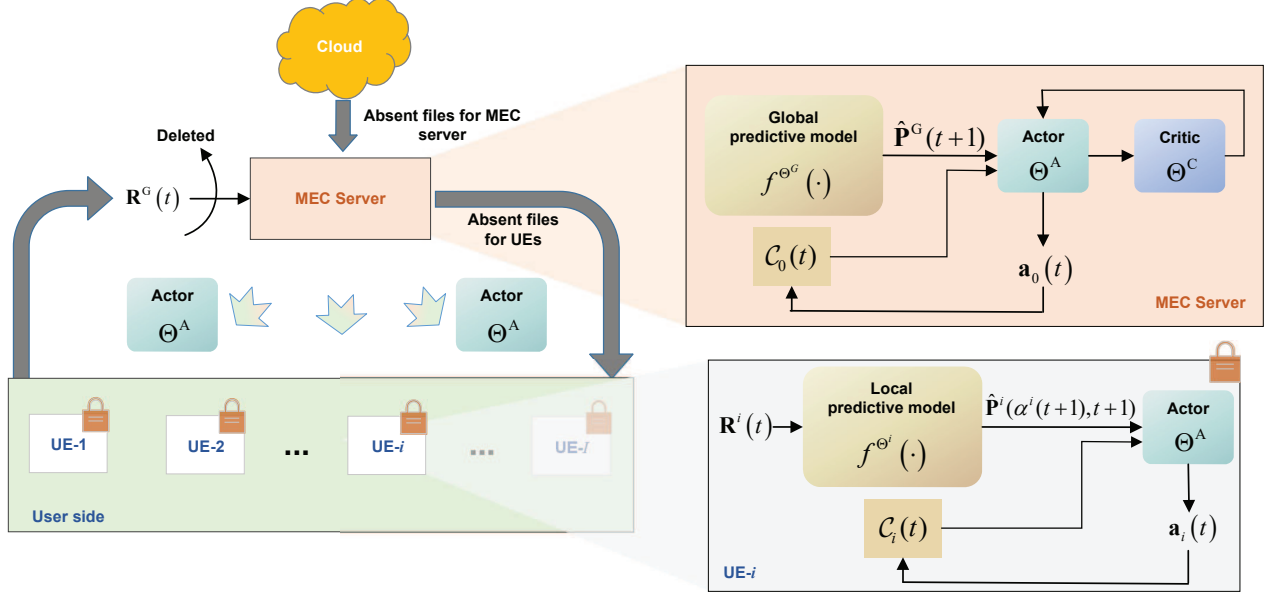 Cloud
Absent files for MEC
server
Deleted
R^G(t)
MEC Server
Absent files
for UEs
Actor
Θ^A
Actor
Θ^A
UE-1
UE-2
...
UE-i
...
UE-I
User side
Global
predictive model
f^{Θ^G}(·)
P̂^G(t+1)
Actor
Θ^A
Critic
Θ^C
C_0(t)
a_0(t)
MEC Server
R^i(t)
Local
predictive model
f^{Θ^i}(·)
P̂^i(α^i(t+1),t+1)
Actor
Θ^A
C_i(t)
a_i(t)
UE-i